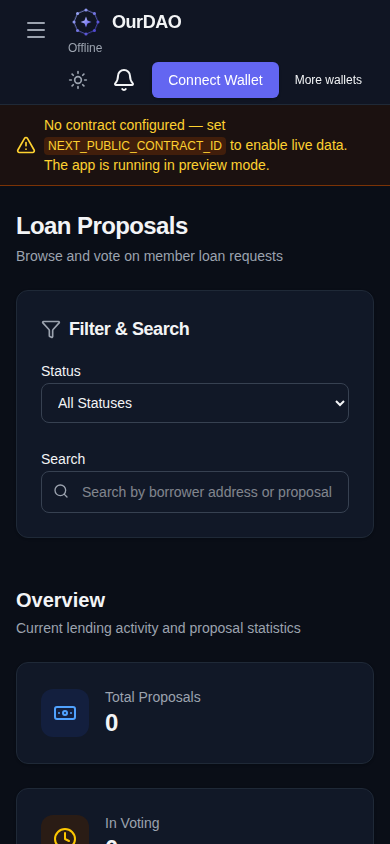 OurDAO
Offline
Connect Wallet
More wallets
No contract configured — set
NEXT_PUBLIC_CONTRACT_ID to enable live data.
The app is running in preview mode.
Loan Proposals
Browse and vote on member loan requests
Filter & Search
Status
All Statuses
Search
Search by borrower address or proposal
Overview
Current lending activity and proposal statistics
Total Proposals
0
In Voting